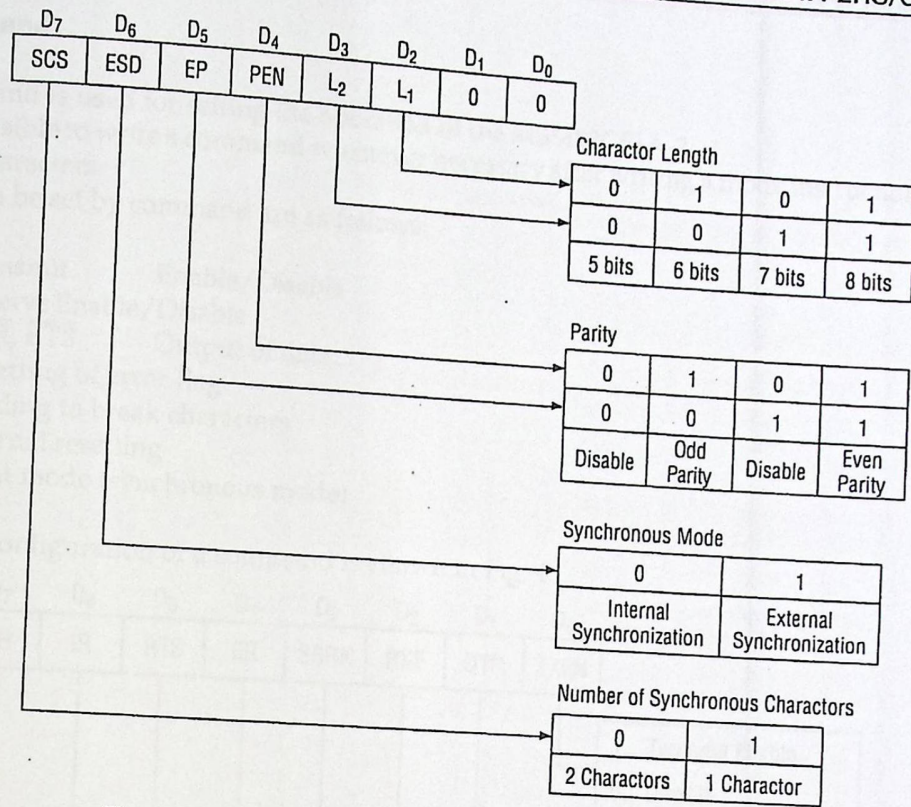 D7 D6 D5 D4 D3 D2 D1 D0
SCS ESD EP PEN L2 L1 0 0
Charactor Length
0 1 0 1
0 0 1 1
5 bits 6 bits 7 bits 8 bits
Parity
0 1 0 1
0 0 1 1
Disable Odd Parity Disable Even Parity
Synchronous Mode
0 1
Internal Synchronization External Synchronization
Number of Synchronous Charactors
0 1
2 Charactors 1 Charactor